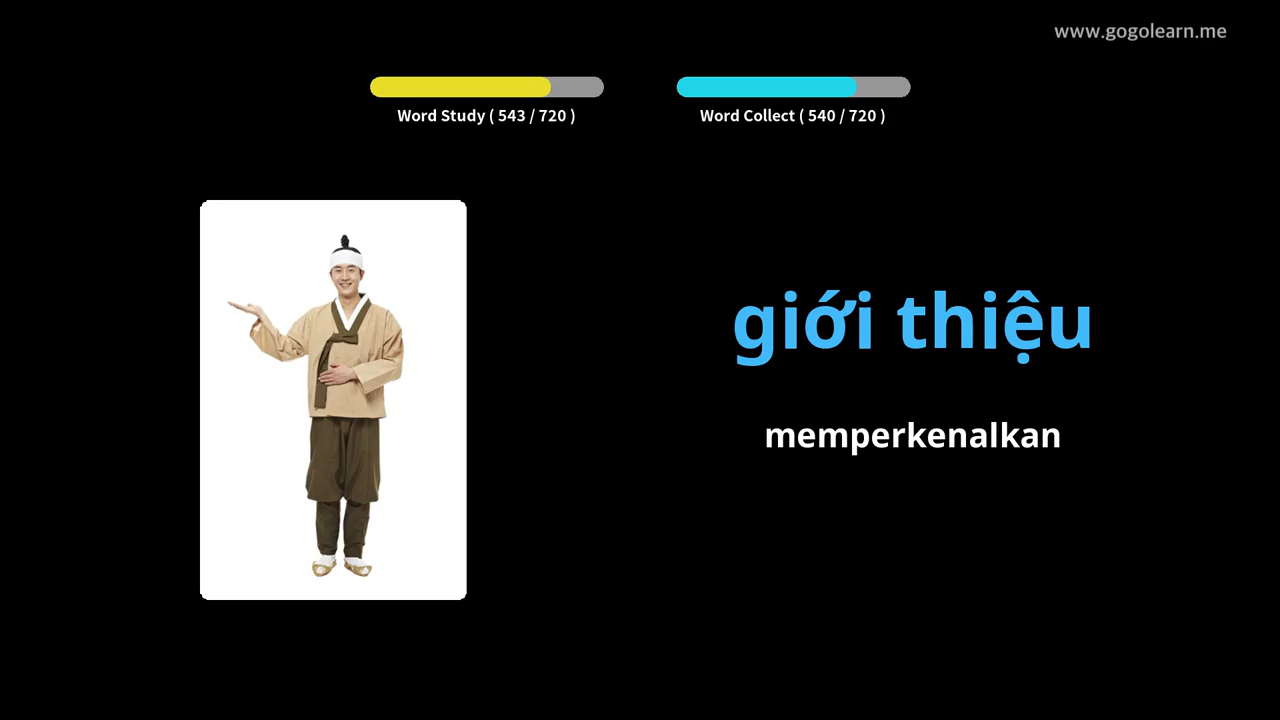 www.gogolearn.me
Word Study ( 543 / 720 )
Word Collect ( 540 / 720 )
giới thiệu
memperkenalkan